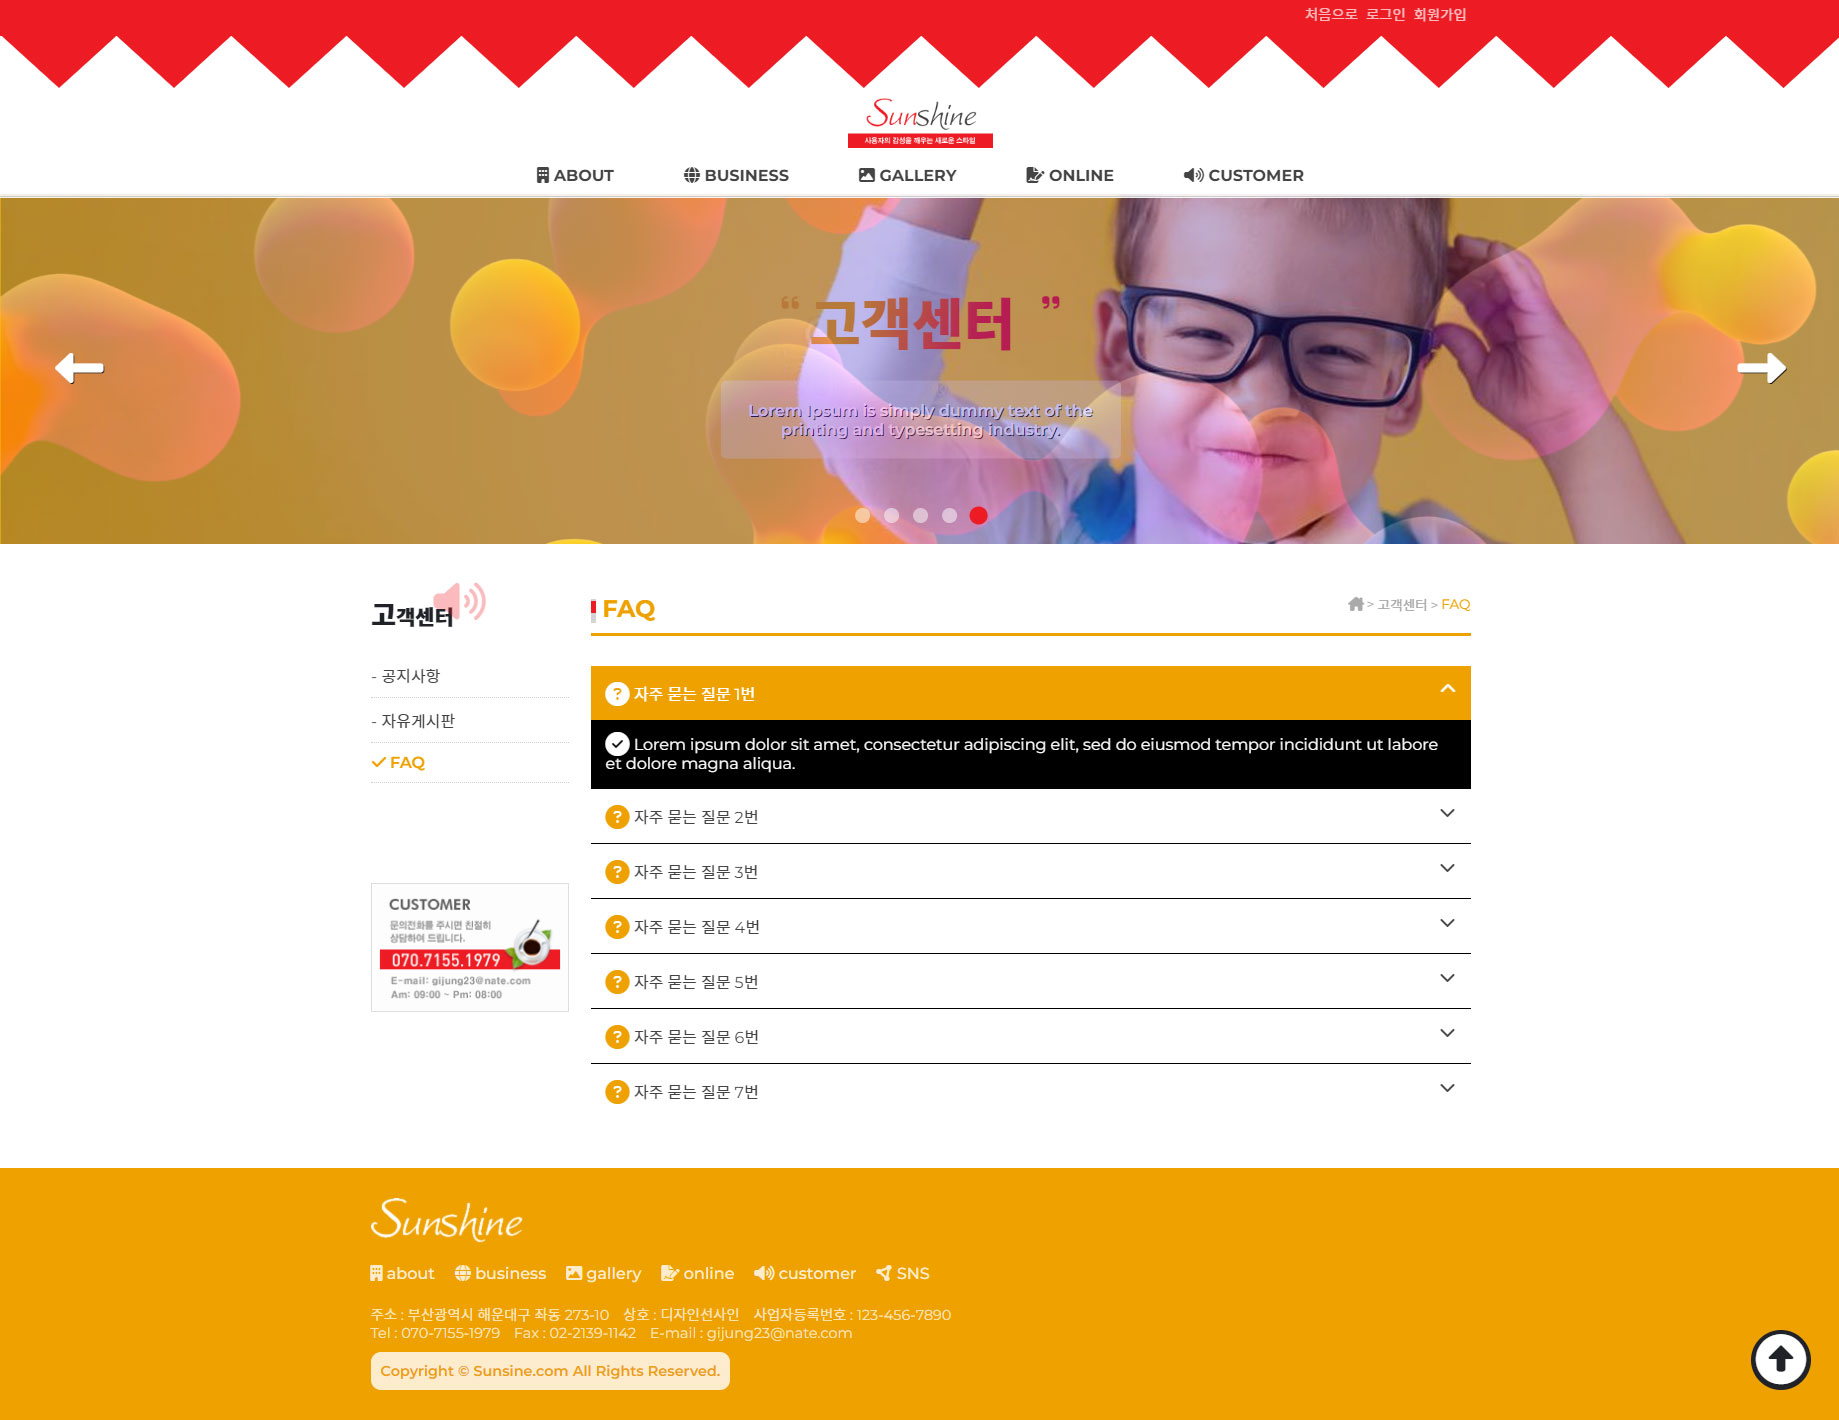 처음으로 로그인 회원가입
Sunshine
사용자의 감성을 깨우는 새로운 스타일
ABOUT BUSINESS GALLERY ONLINE CUSTOMER
“ 고객센터 ”
Lorem Ipsum is simply dummy text of the
printing and typesetting industry.
고객센터
- 공지사항
- 자유게시판
FAQ
CUSTOMER
문의전화를 주시면 친절히
상담하여 드립니다.
070.7155.1979
E-mail: gijung23@nate.com
Am: 09:00 ~ Pm: 08:00
FAQ
> 고객센터 > FAQ
? 자주 묻는 질문 1번
Lorem ipsum dolor sit amet, consectetur adipiscing elit, sed do eiusmod tempor incididunt ut labore
et dolore magna aliqua.
? 자주 묻는 질문 2번
? 자주 묻는 질문 3번
? 자주 묻는 질문 4번
? 자주 묻는 질문 5번
? 자주 묻는 질문 6번
? 자주 묻는 질문 7번
Sunshine
about business gallery online customer SNS
주소 : 부산광역시 해운대구 좌동 273-10 상호 : 디자인선사인 사업자등록번호 : 123-456-7890
Tel : 070-7155-1979 Fax : 02-2139-1142 E-mail : gijung23@nate.com
Copyright © Sunsine.com All Rights Reserved.